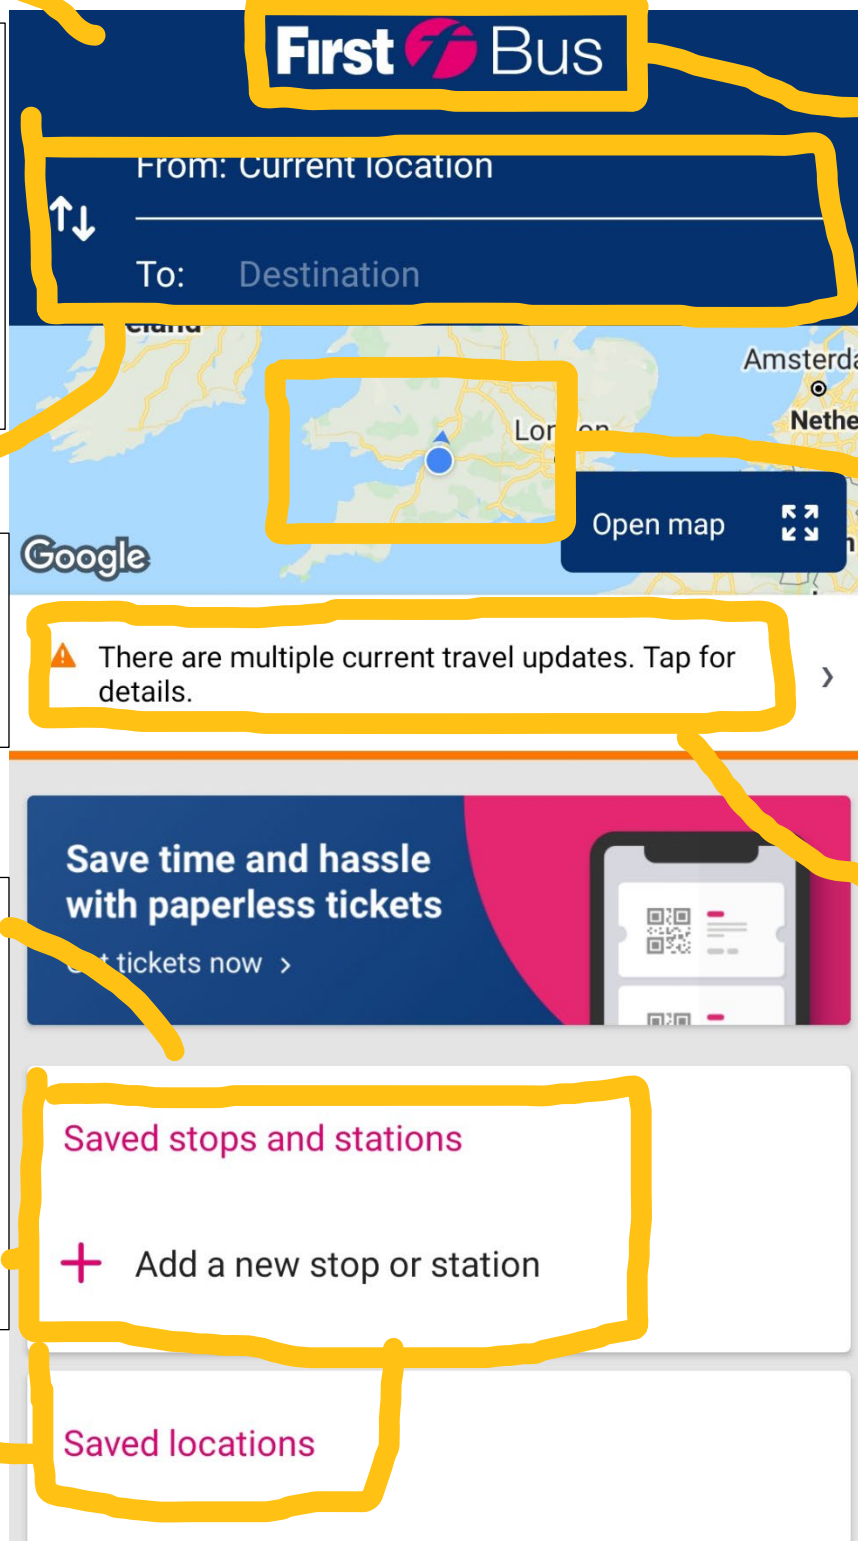 First Bus
From: Current location
To: Destination
Amsterda
Nethe
Open map
Google
There are multiple current travel updates. Tap for
details.
Save time and hassle
with paperless tickets
tickets now >
Saved stops and stations
+ Add a new stop or station
Saved locations